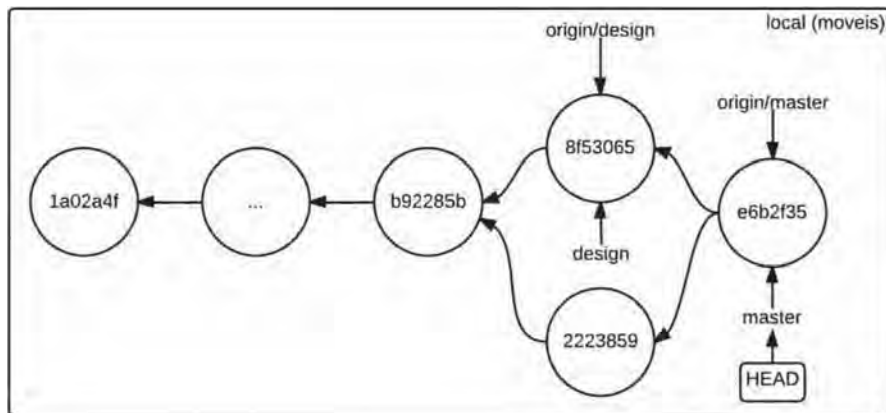 local (moveis)
origin/design
origin/master
8f53065
1a02a4f
...
b92285b
e6b2f35
design
master
2223859
HEAD